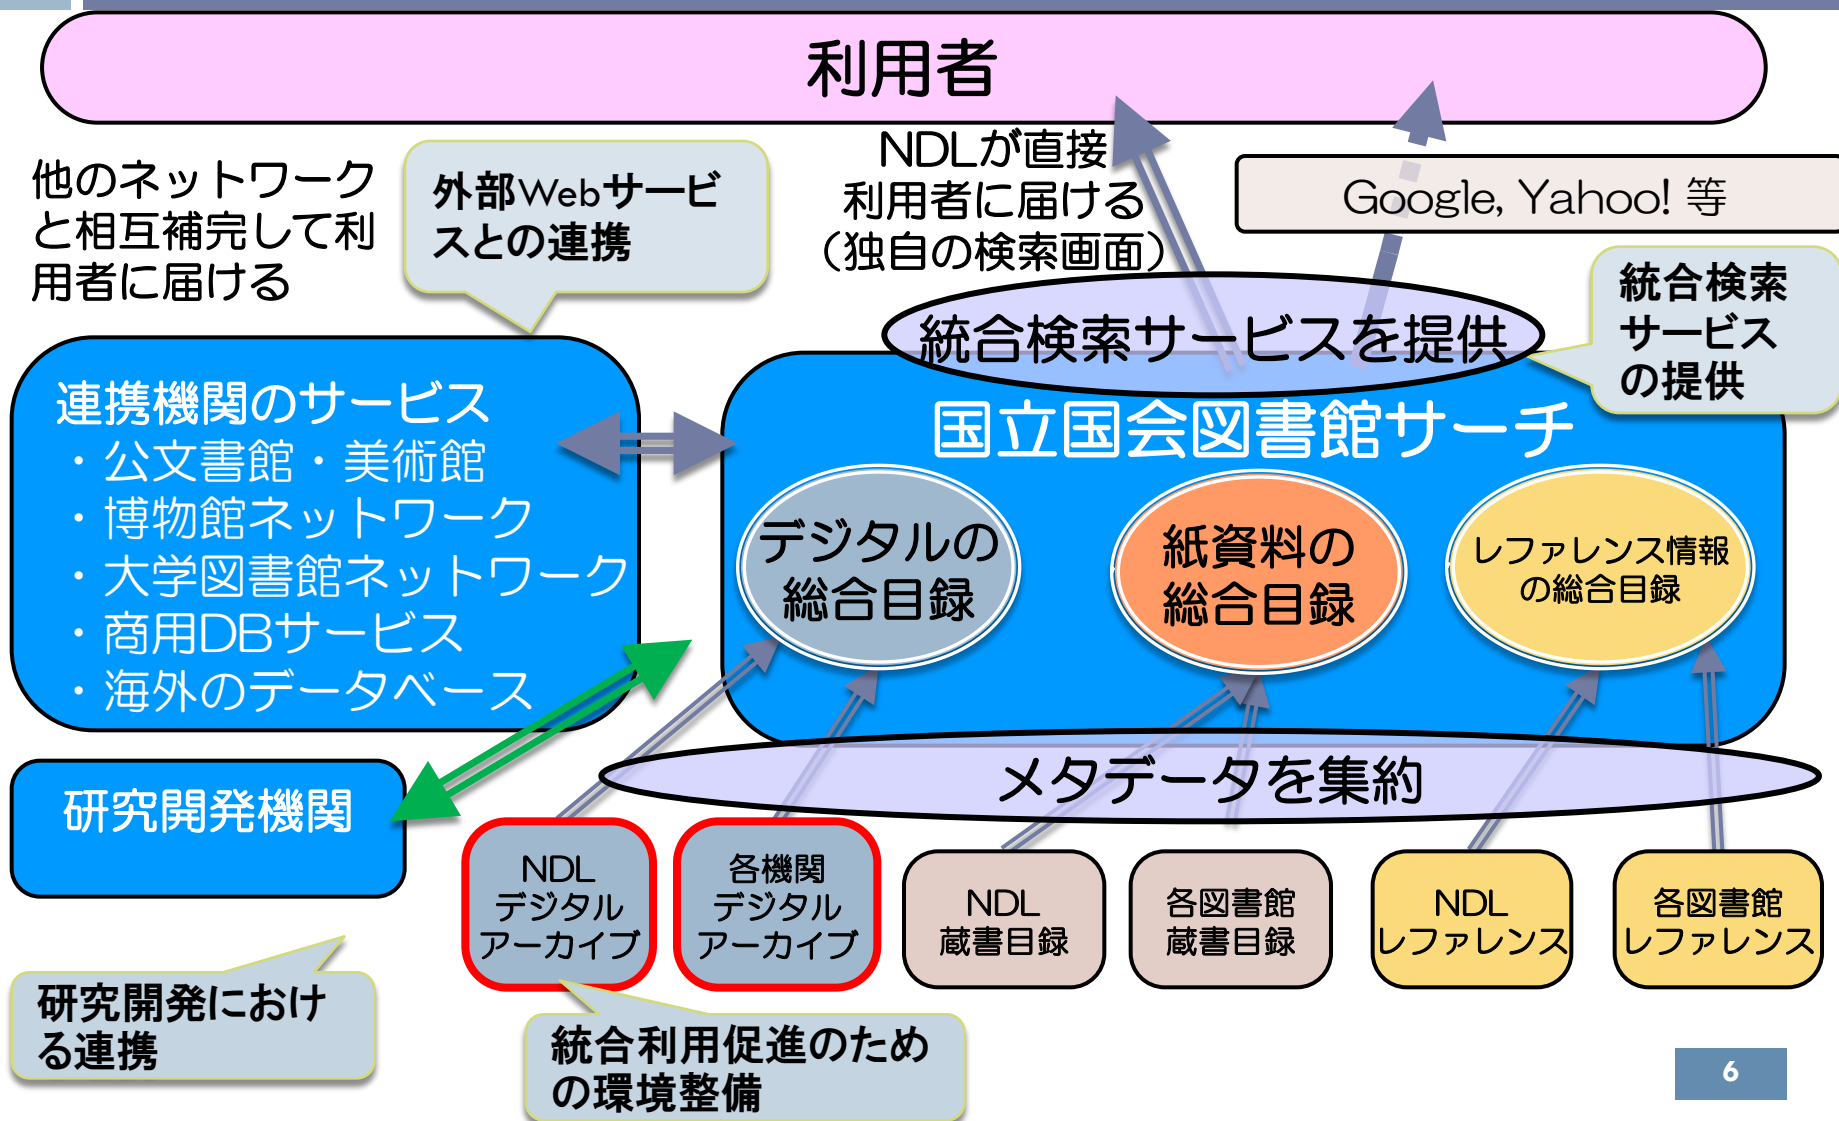 利用者
他のネットワーク
と相互補完して利
用者に届ける
外部Webサービ
スとの連携
NDLが直接
利用者に届ける
（独自の検索画面）
Google, Yahoo! 等
統合検索
サービス
の提供
統合検索サービスを提供
連携機関のサービス
・公文書館・美術館
・博物館ネットワーク
・大学図書館ネットワーク
・商用DBサービス
・海外のデータベース
国立国会図書館サーチ
デジタルの
総合目録
紙資料の
総合目録
レファレンス情報
の総合目録
メタデータを集約
研究開発機関
NDL
デジタル
アーカイブ
各機関
デジタル
アーカイブ
NDL
蔵書目録
各図書館
蔵書目録
NDL
レファレンス
各図書館
レファレンス
研究開発におけ
る連携
統合利用促進のため
の環境整備
6